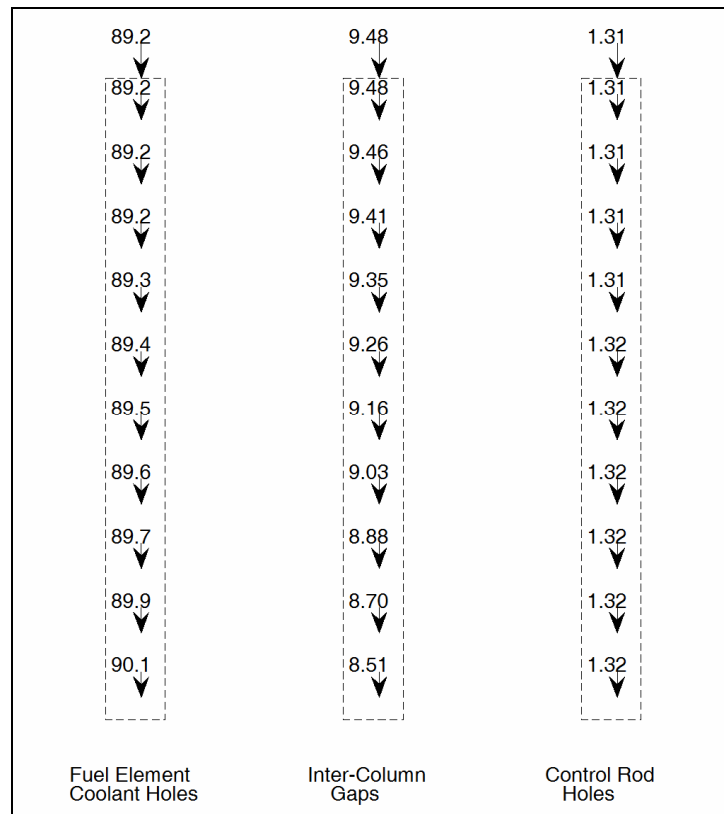 89.2 9.48 1.31
89.2 9.48 1.31
89.2 9.46 1.31
89.2 9.41 1.31
89.3 9.35 1.31
89.4 9.26 1.32
89.5 9.16 1.32
89.6 9.03 1.32
89.7 8.88 1.32
89.9 8.70 1.32
90.1 8.51 1.32
Fuel Element Inter-Column Control Rod
Coolant Holes Gaps Holes